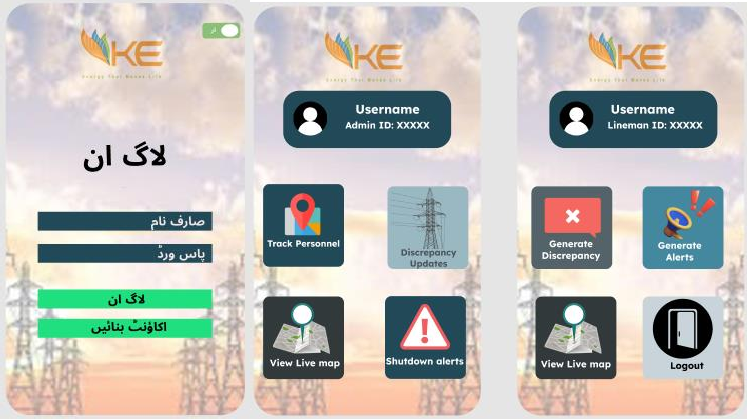 KE
Energy That Moves Life
لاگ ان
صارف نام
پاس ورڈ
لاگ ان
اکاؤنٹ بنائیں
KE
Energy That Moves Life
Username
Admin ID: XXXXX
Track Personnel
Discrepancy
Updates
View Live map
Shutdown alerts
KE
Energy That Moves Life
Username
Lineman ID: XXXXX
Generate
Discrepancy
Generate
Alerts
View Live map
Logout